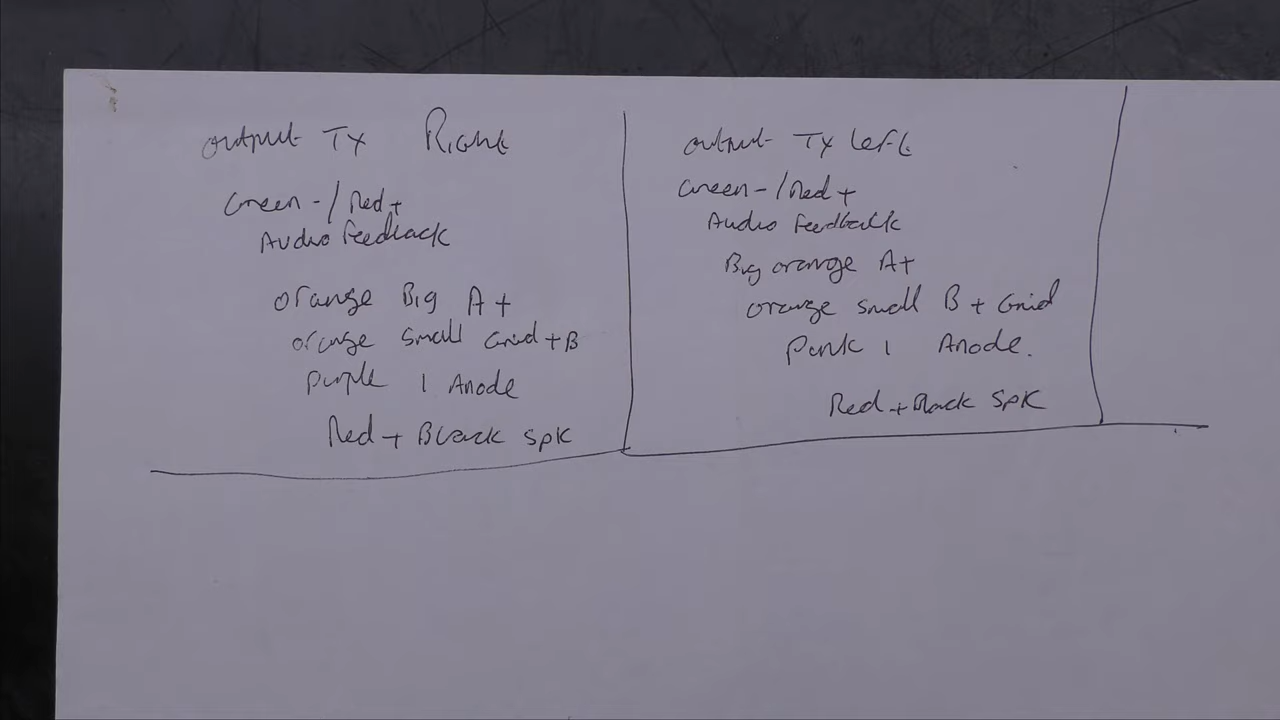 output TX Right
Green - / Red +
Audio Feedback
orange Big A+
orange small Grid + B
purple 1 Anode
Red + Black SPK
output TX Left
Green - / Red +
Audio Feedback
Big orange A+
orange small B + Grid
Pink 1 Anode.
Red + Black SPK